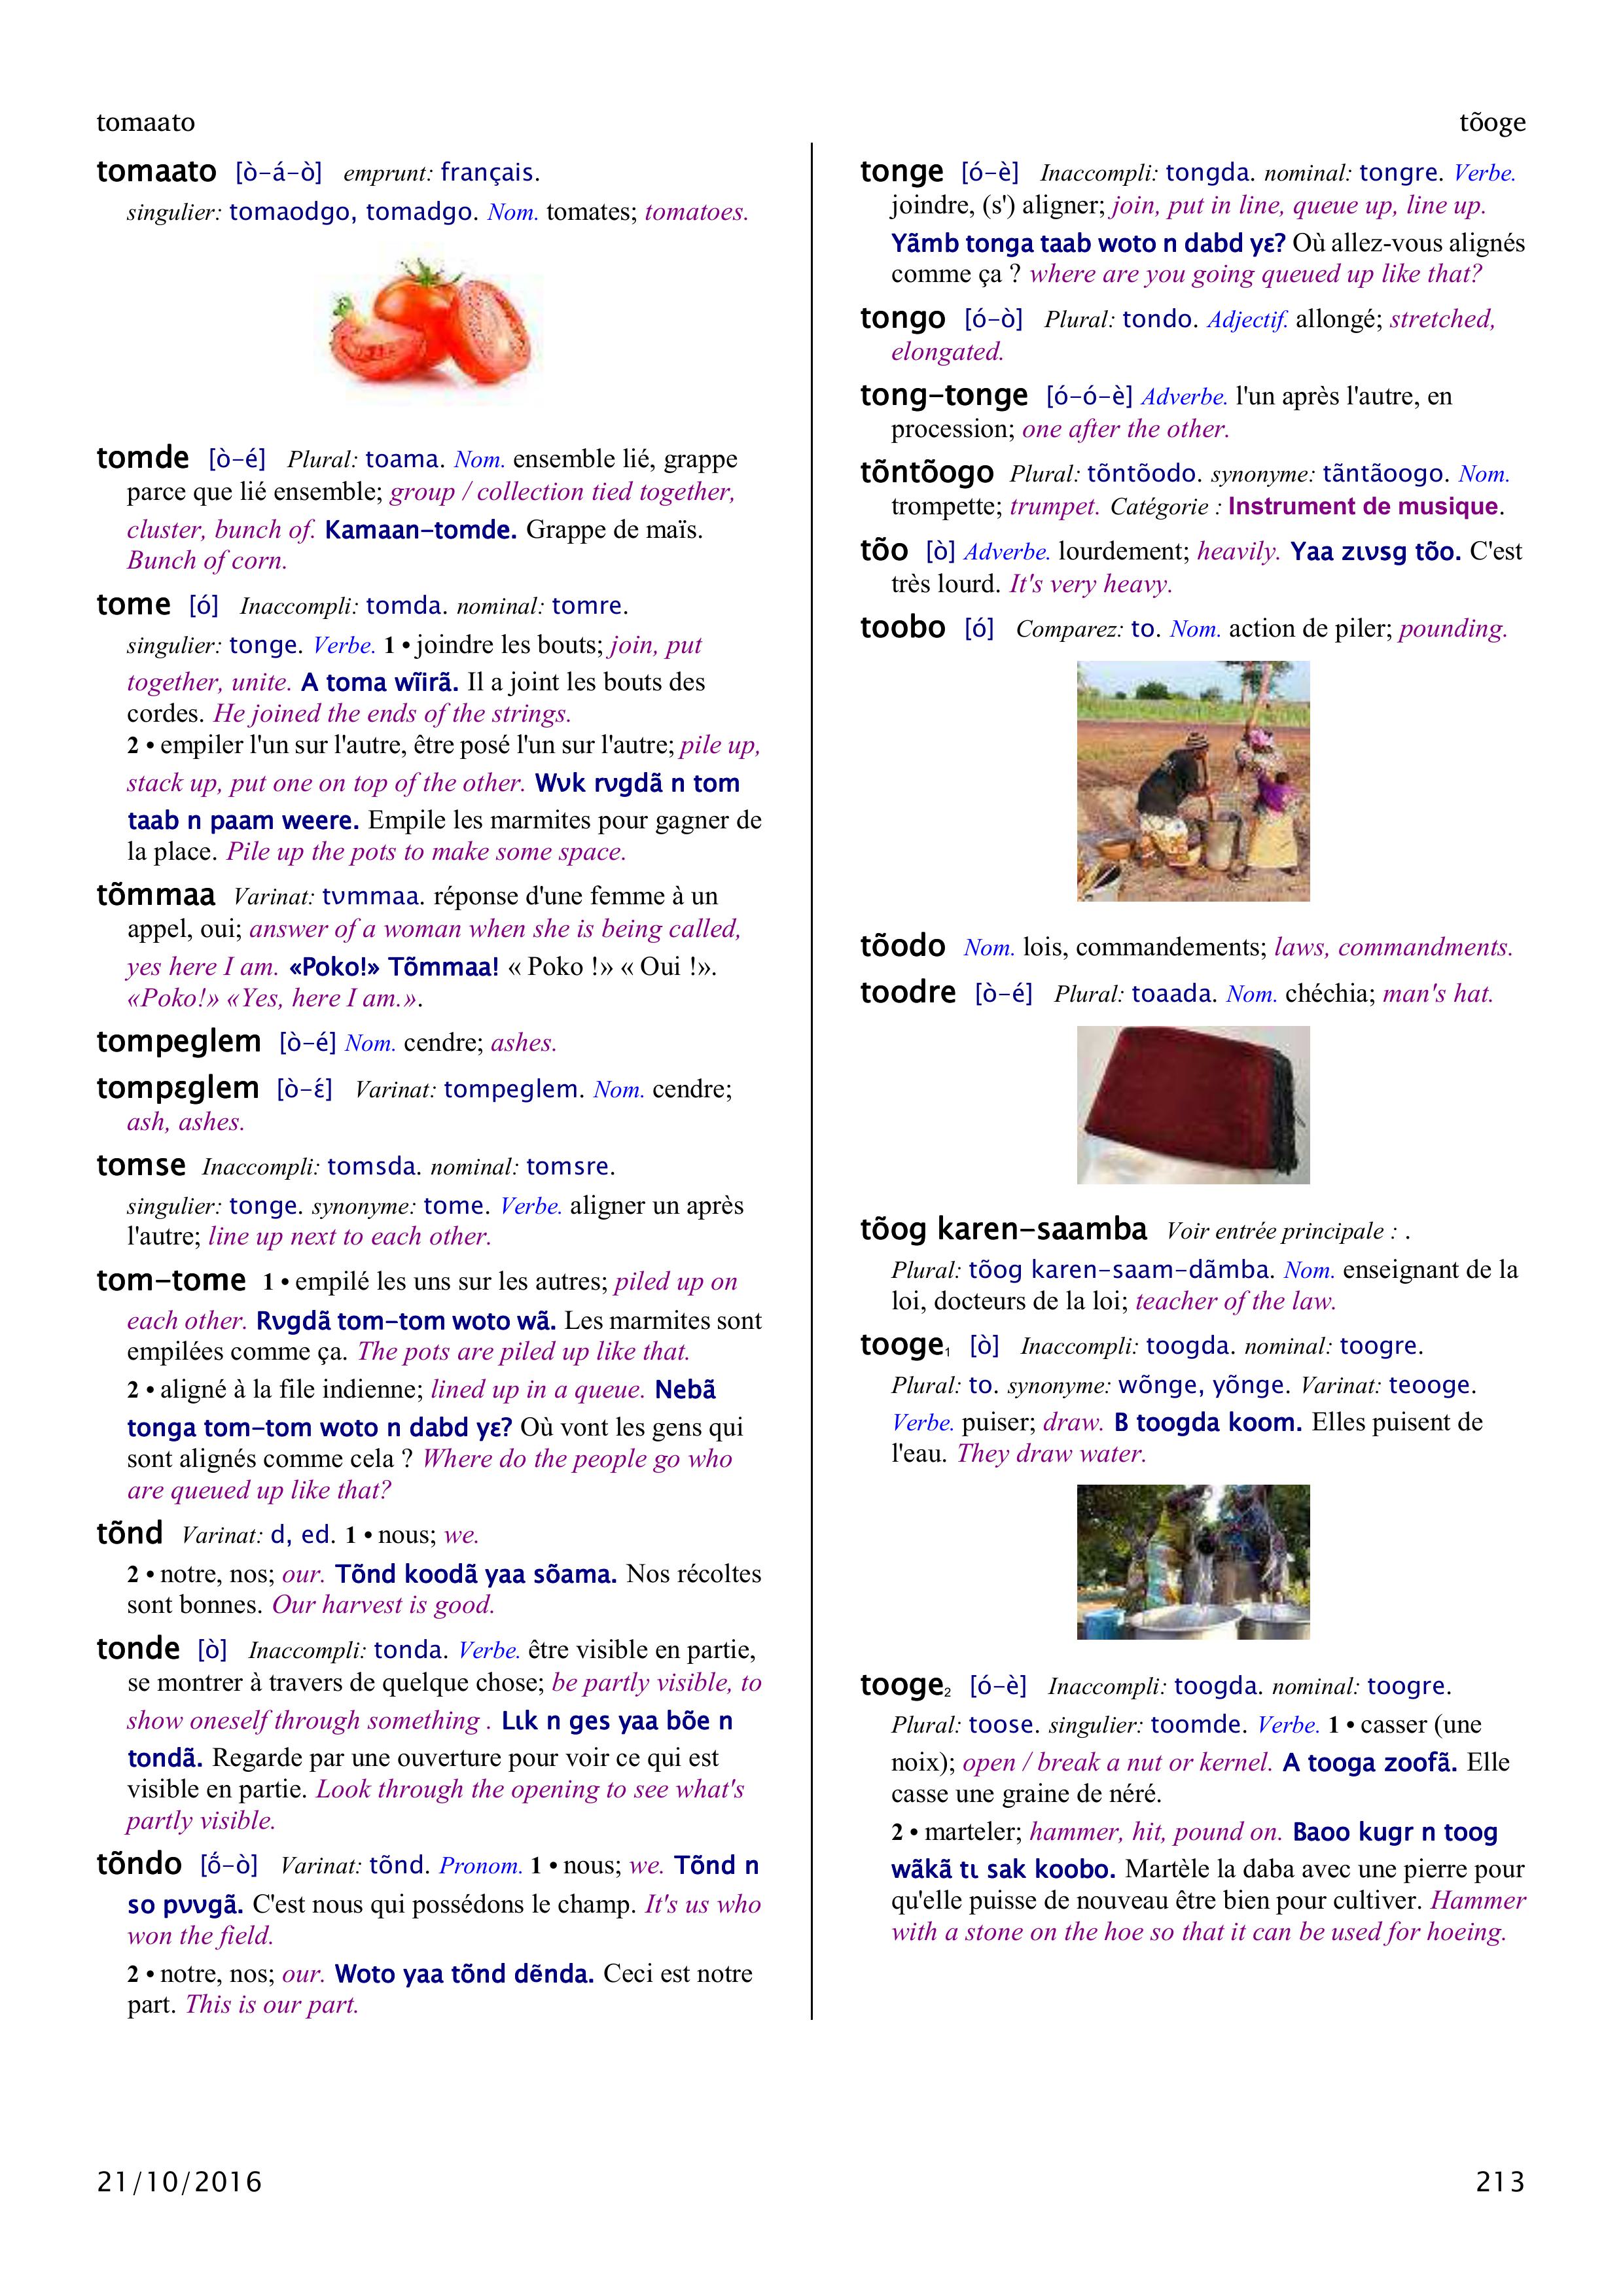 tomaato
tõoge
tomaato [ò-á-ò] emprunt: français.
singulier: tomaodgo, tomadgo. Nom. tomates; tomatoes.
tomde [ò-é] Plural: toama. Nom. ensemble lié, grappe
parce que lié ensemble; group / collection tied together,
cluster, bunch of. Kamaan-tomde. Grappe de maïs.
Bunch of corn.
tome [ó] Inaccompli: tomda. nominal: tomre.
singulier: tonge. Verbe. 1 • joindre les bouts; join, put
together, unite. A toma wĩirã. Il a joint les bouts des
cordes. He joined the ends of the strings.
2 • empiler l'un sur l'autre, être posé l'un sur l'autre; pile up,
stack up, put one on top of the other. Wʋk rʋgdã n tom
taab n paam weere. Empile les marmites pour gagner de
la place. Pile up the pots to make some space.
tõmmaa Varinat: tʋmmaa. réponse d'une femme à un
appel, oui; answer of a woman when she is being called,
yes here I am. «Poko!» Tõmmaa! « Poko !» « Oui !».
«Poko!» «Yes, here I am.».
tompeglem [ò-é] Nom. cendre; ashes.
tompɛglem [ò-ɛ́] Varinat: tompeglem. Nom. cendre;
ash, ashes.
tomse Inaccompli: tomsda. nominal: tomsre.
singulier: tonge. synonyme: tome. Verbe. aligner un après
l'autre; line up next to each other.
tom-tome 1 • empilé les uns sur les autres; piled up on
each other. Rʋgdã tom-tom woto wã. Les marmites sont
empilées comme ça. The pots are piled up like that.
2 • aligné à la file indienne; lined up in a queue. Nebã
tonga tom-tom woto n dabd yɛ? Où vont les gens qui
sont alignés comme cela ? Where do the people go who
are queued up like that?
tõnd Varinat: d, ed. 1 • nous; we.
2 • notre, nos; our. Tõnd koodã yaa sõama. Nos récoltes
sont bonnes. Our harvest is good.
tonde [ò] Inaccompli: tonda. Verbe. être visible en partie,
se montrer à travers de quelque chose; be partly visible, to
show oneself through something . Lɩk n ges yaa bõe n
tondã. Regarde par une ouverture pour voir ce qui est
visible en partie. Look through the opening to see what's
partly visible.
tõndo [ṍ-ò] Varinat: tõnd. Pronom. 1 • nous; we. Tõnd n
so pʋʋgã. C'est nous qui possédons le champ. It's us who
won the field.
2 • notre, nos; our. Woto yaa tõnd dẽnda. Ceci est notre
part. This is our part.
tonge [ó-è] Inaccompli: tongda. nominal: tongre. Verbe.
joindre, (s') aligner; join, put in line, queue up, line up.
Yãmb tonga taab woto n dabd yɛ? Où allez-vous alignés
comme ça ? where are you going queued up like that?
tongo [ó-ò] Plural: tondo. Adjectif. allongé; stretched,
elongated.
tong-tonge [ó-ó-è] Adverbe. l'un après l'autre, en
procession; one after the other.
tõntõogo Plural: tõntõodo. synonyme: tãntãoogo. Nom.
trompette; trumpet. Catégorie : Instrument de musique.
tõo [ò] Adverbe. lourdement; heavily. Yaa zɩʋsg tõo. C'est
très lourd. It's very heavy.
toobo [ó] Comparez: to. Nom. action de piler; pounding.
tõodo Nom. lois, commandements; laws, commandments.
toodre [ò-é] Plural: toaada. Nom. chéchia; man's hat.
tõog karen-saamba Voir entrée principale : .
Plural: tõog karen-saam-dãmba. Nom. enseignant de la
loi, docteurs de la loi; teacher of the law.
tooge₁ [ò] Inaccompli: toogda. nominal: toogre.
Plural: to. synonyme: wõnge, yõnge. Varinat: teooge.
Verbe. puiser; draw. B toogda koom. Elles puisent de
l'eau. They draw water.
tooge₂ [ó-è] Inaccompli: toogda. nominal: toogre.
Plural: toose. singulier: toomde. Verbe. 1 • casser (une
noix); open / break a nut or kernel. A tooga zoofã. Elle
casse une graine de néré.
2 • marteler; hammer, hit, pound on. Baoo kugr n toog
wãkã tɩ sak koobo. Martèle la daba avec une pierre pour
qu'elle puisse de nouveau être bien pour cultiver. Hammer
with a stone on the hoe so that it can be used for hoeing.
21/10/2016
213